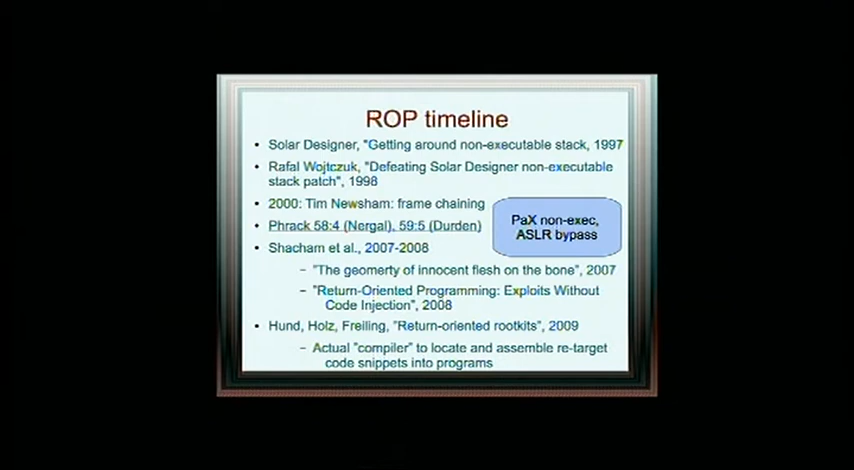 ROP timeline
• Solar Designer, "Getting around non-executable stack, 1997
• Rafal Wojtczuk, "Defeating Solar Designer non-executable
stack patch", 1998
• 2000: Tim Newsham: frame chaining
• Phrack 58:4 (Nergal), 59:5 (Durden)
PaX non-exec,
ASLR bypass
• Shacham et al., 2007-2008
– "The geomerty of innocent flesh on the bone", 2007
– "Return-Oriented Programming: Exploits Without
Code Injection", 2008
• Hund, Holz, Freiling, "Return-oriented rootkits", 2009
– Actual "compiler" to locate and assemble re-target
code snippets into programs